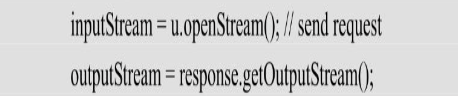 inputStream = u.openStream(); // send request
outputStream = response.getOutputStream();